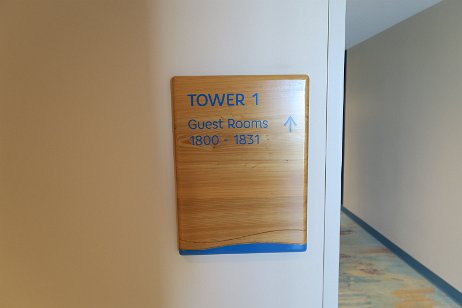 TOWER 1
Guest Rooms ↑
1800 - 1831